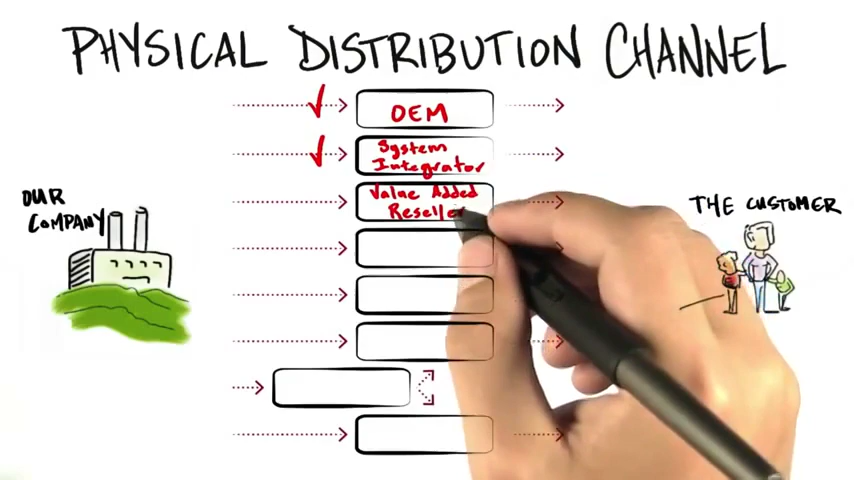 PHYSICAL DISTRIBUTION CHANNEL
OEM
System
Integrator
Value Added
Reseller
OUR
COMPANY
THE CUSTOMER